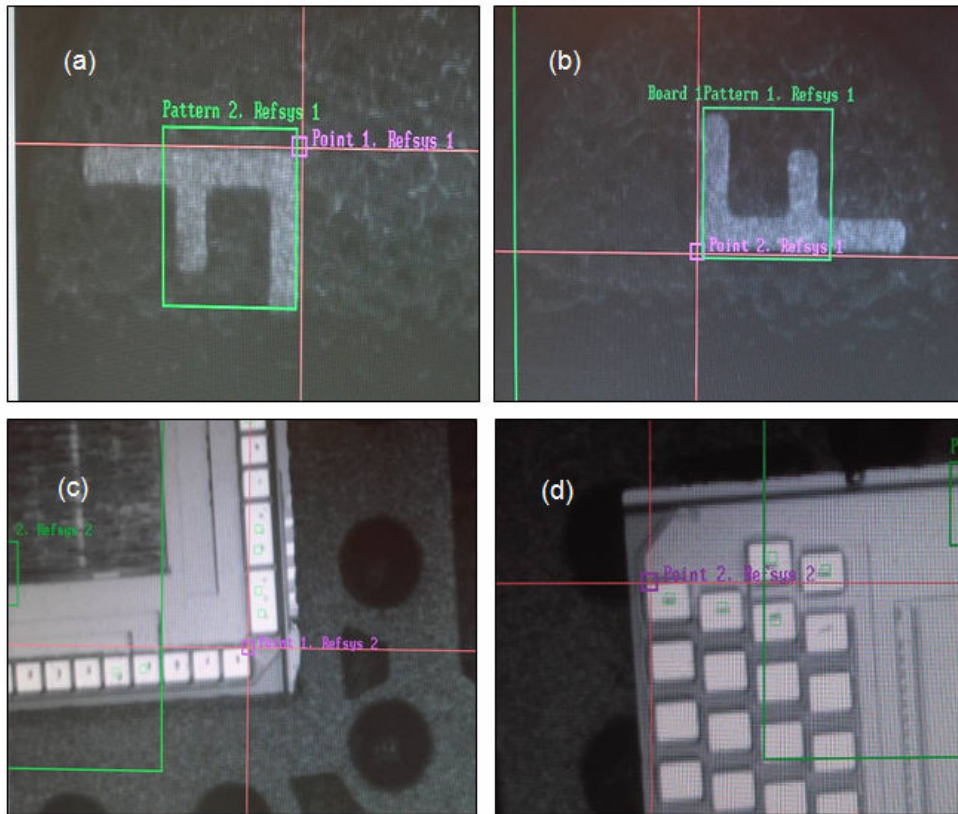 (a)
Pattern 2. Refsys 1
Point 1. Refsys 1
(b)
Board 1Pattern 1. Refsys 1
Point 2. Refsys 1
(c)
2. Refsys 2
Point 1. Refsys 2
(d)
P
Point 2. Refsys 2